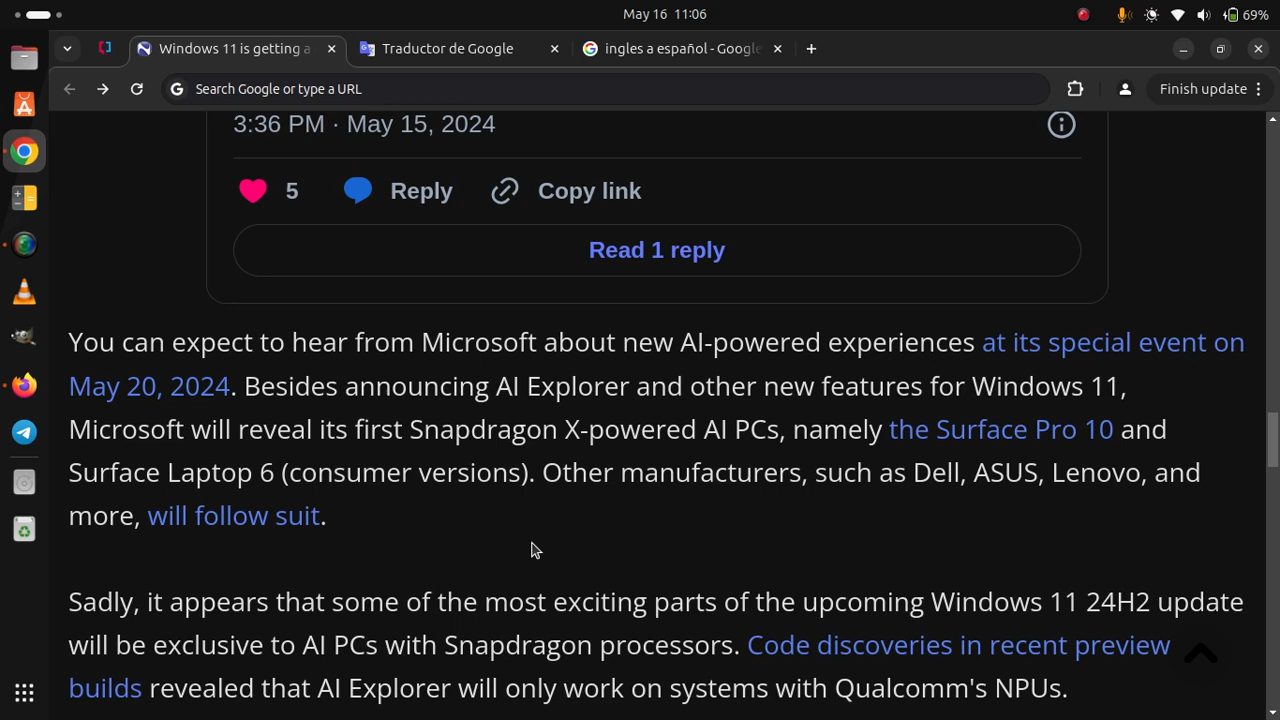 May 16 11:06
69%
Windows 11 is getting a
Traductor de Google
ingles a español - Google
Search Google or type a URL
Finish update
3:36 PM · May 15, 2024
5 Reply Copy link
Read 1 reply
You can expect to hear from Microsoft about new AI-powered experiences at its special event on
May 20, 2024. Besides announcing AI Explorer and other new features for Windows 11,
Microsoft will reveal its first Snapdragon X-powered AI PCs, namely the Surface Pro 10 and
Surface Laptop 6 (consumer versions). Other manufacturers, such as Dell, ASUS, Lenovo, and
more, will follow suit.
Sadly, it appears that some of the most exciting parts of the upcoming Windows 11 24H2 update
will be exclusive to AI PCs with Snapdragon processors. Code discoveries in recent preview
builds revealed that AI Explorer will only work on systems with Qualcomm's NPUs.